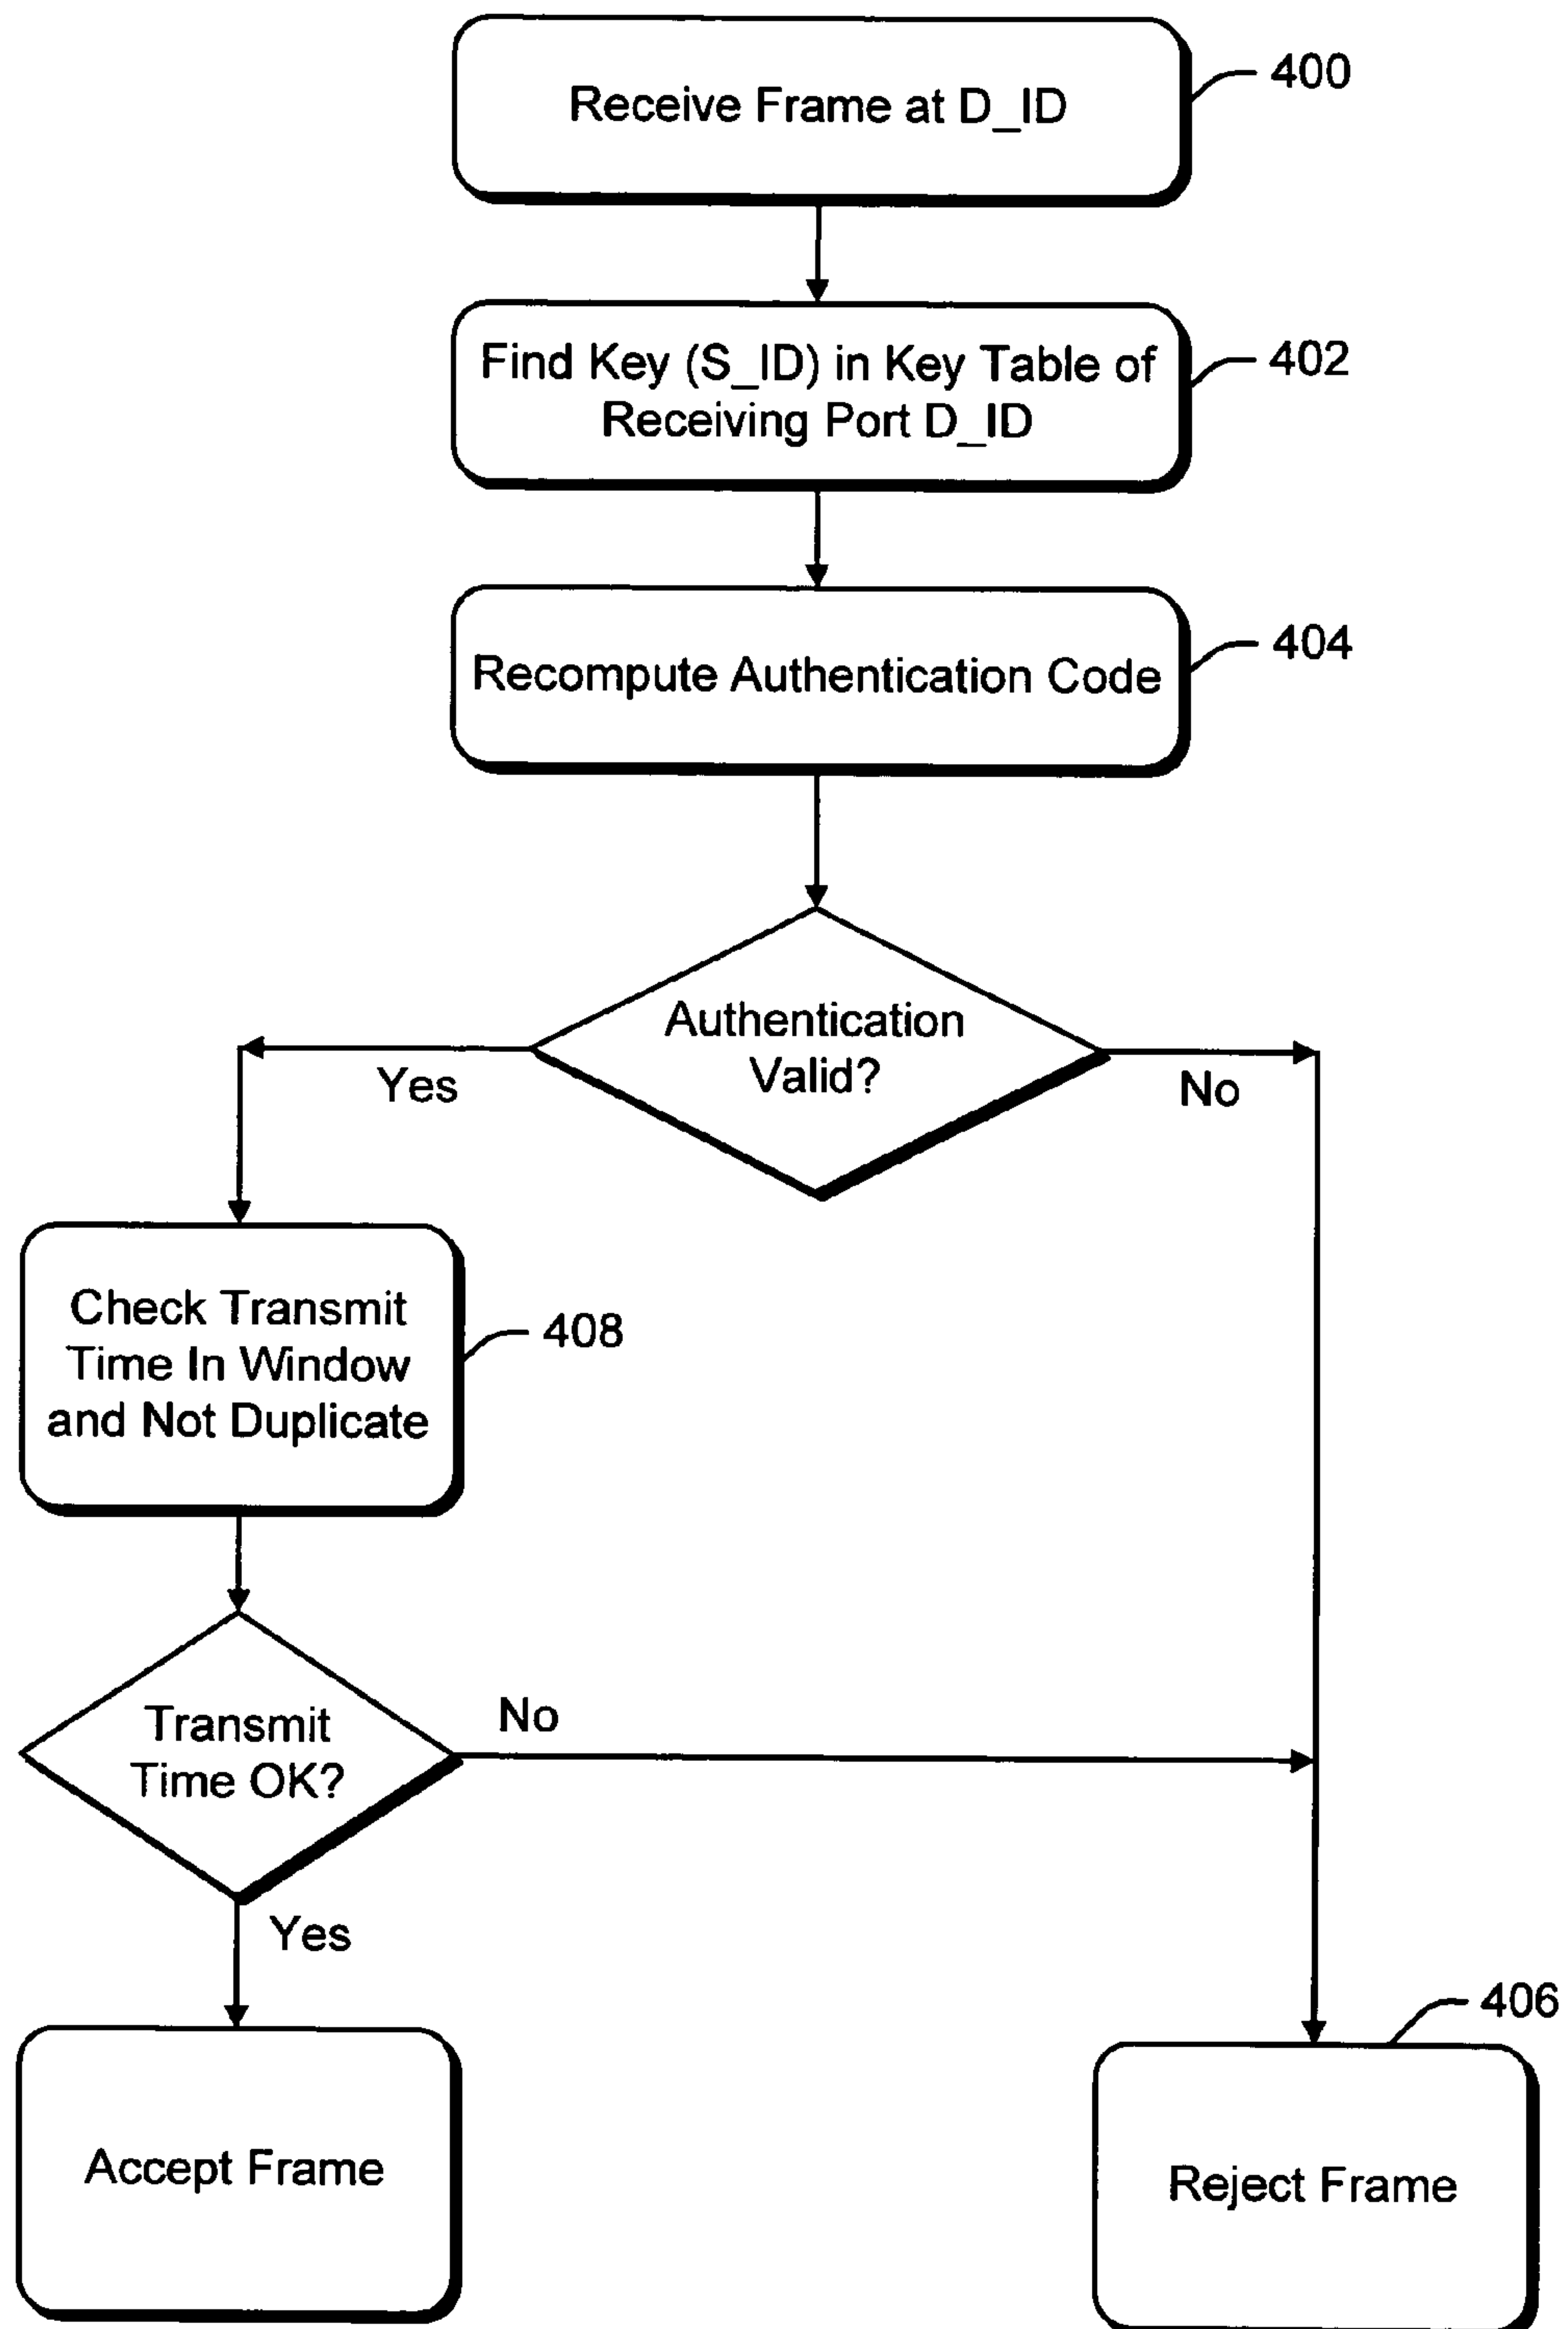 Receive Frame at D_ID
400
Find Key (S_ID) in Key Table of
Receiving Port D_ID
402
Recompute Authentication Code
404
Authentication
Valid?
Yes
No
Check Transmit
Time In Window
and Not Duplicate
408
Transmit
Time OK?
No
Yes
Accept Frame
406
Reject Frame